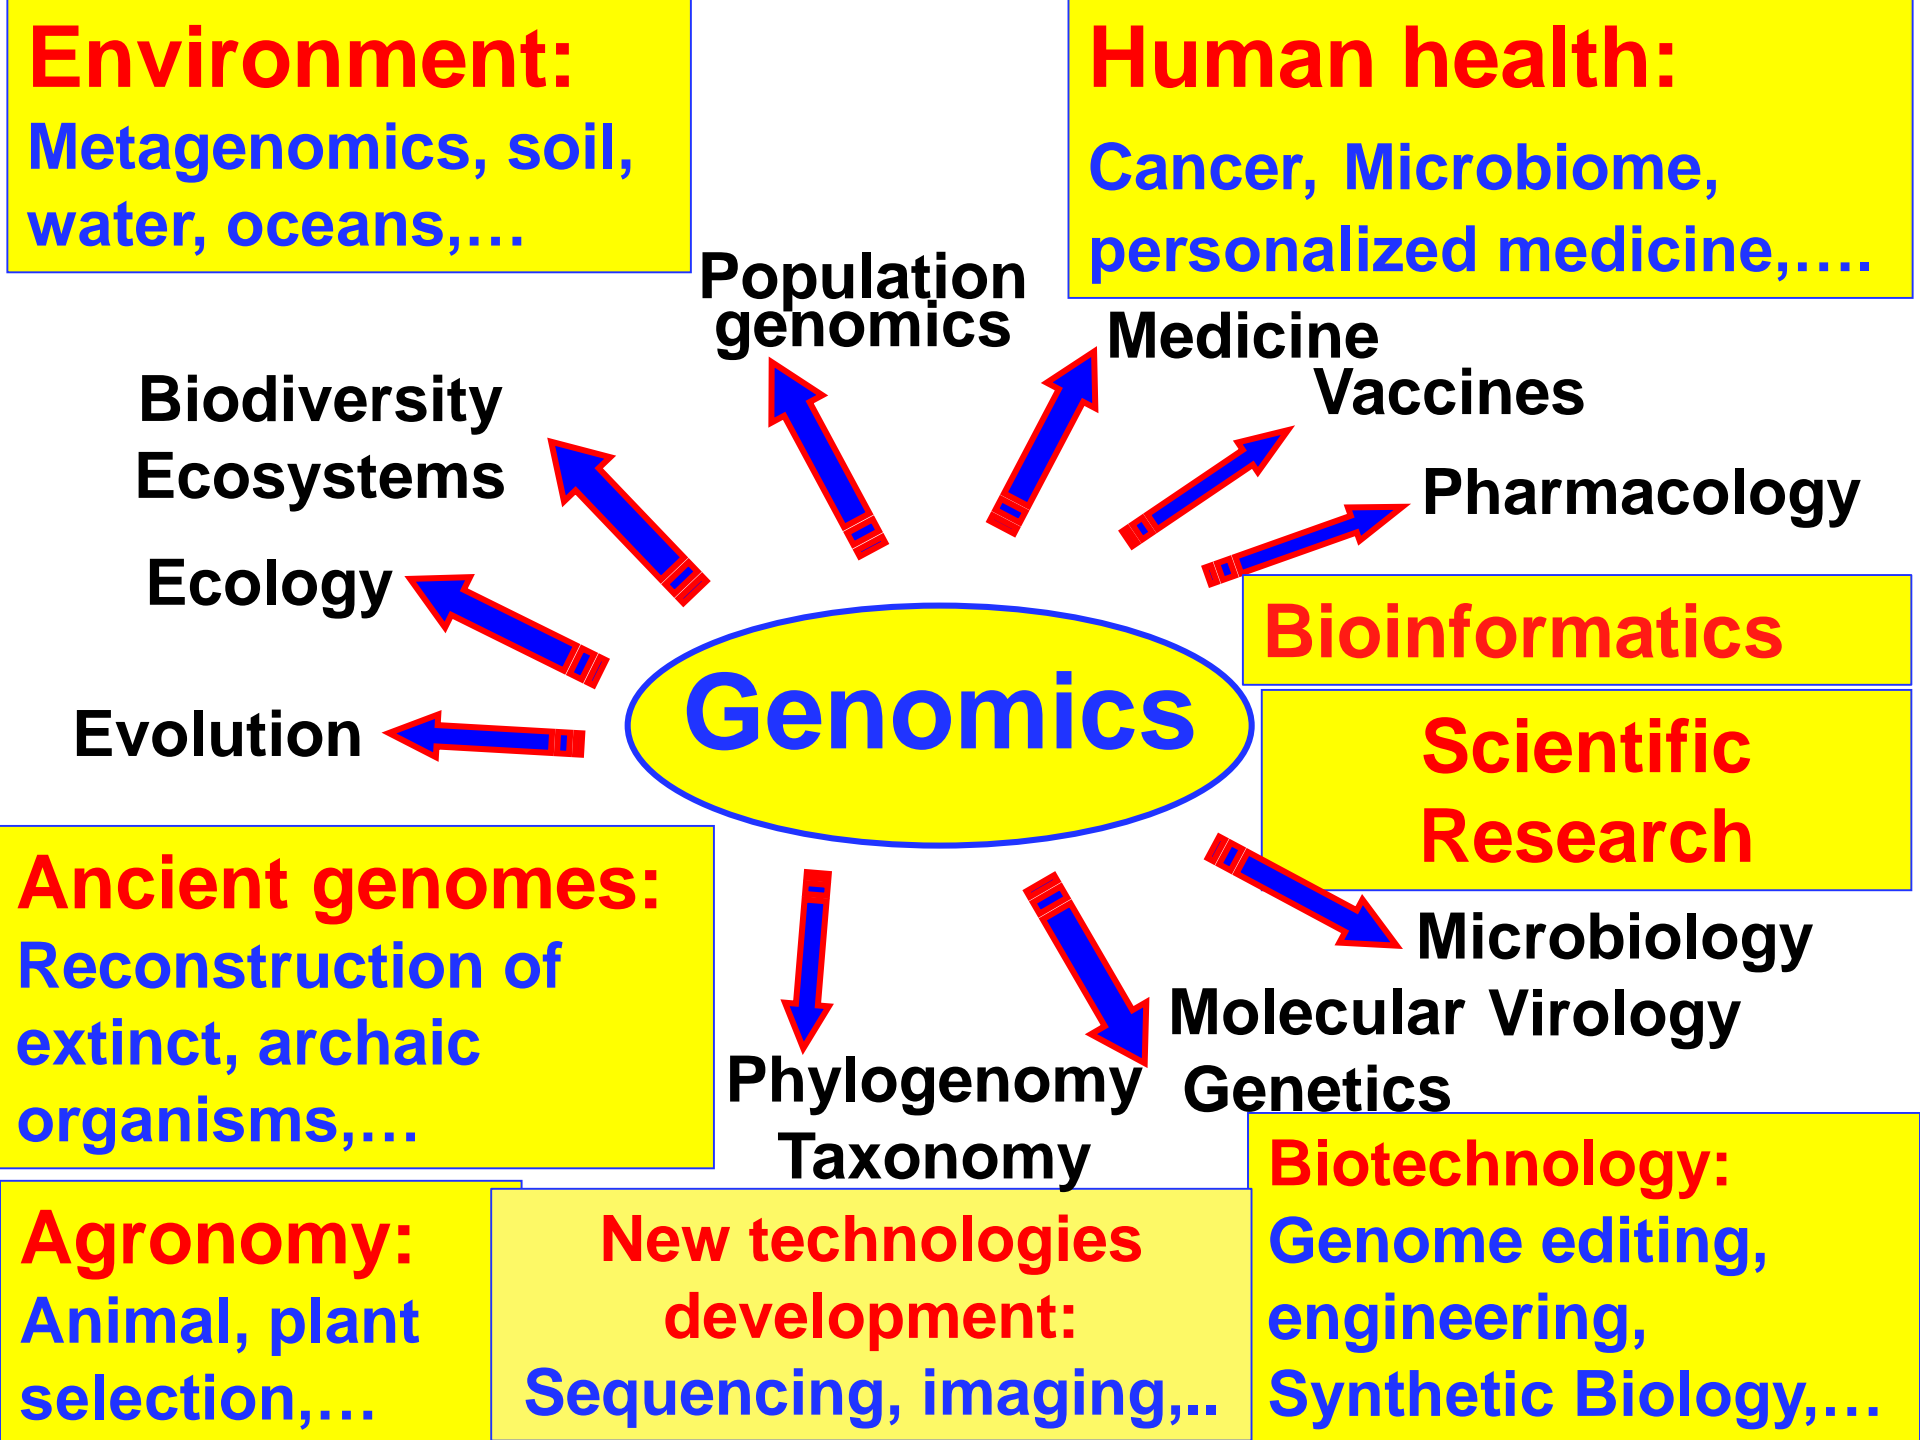 Environment:
Metagenomics, soil,
water, oceans,…
Human health:
Cancer, Microbiome,
personalized medicine,….
Population
genomics
Medicine
Vaccines
Pharmacology
Biodiversity
Ecosystems
Ecology
Evolution
Genomics
Bioinformatics
Scientific
Research
Ancient genomes:
Reconstruction of
extinct, archaic
organisms,…
Microbiology
Virology
Molecular
Genetics
Phylogenomy
Taxonomy
Agronomy:
Animal, plant
selection,…
New technologies
development:
Sequencing, imaging,..
Biotechnology:
Genome editing,
engineering,
Synthetic Biology,…